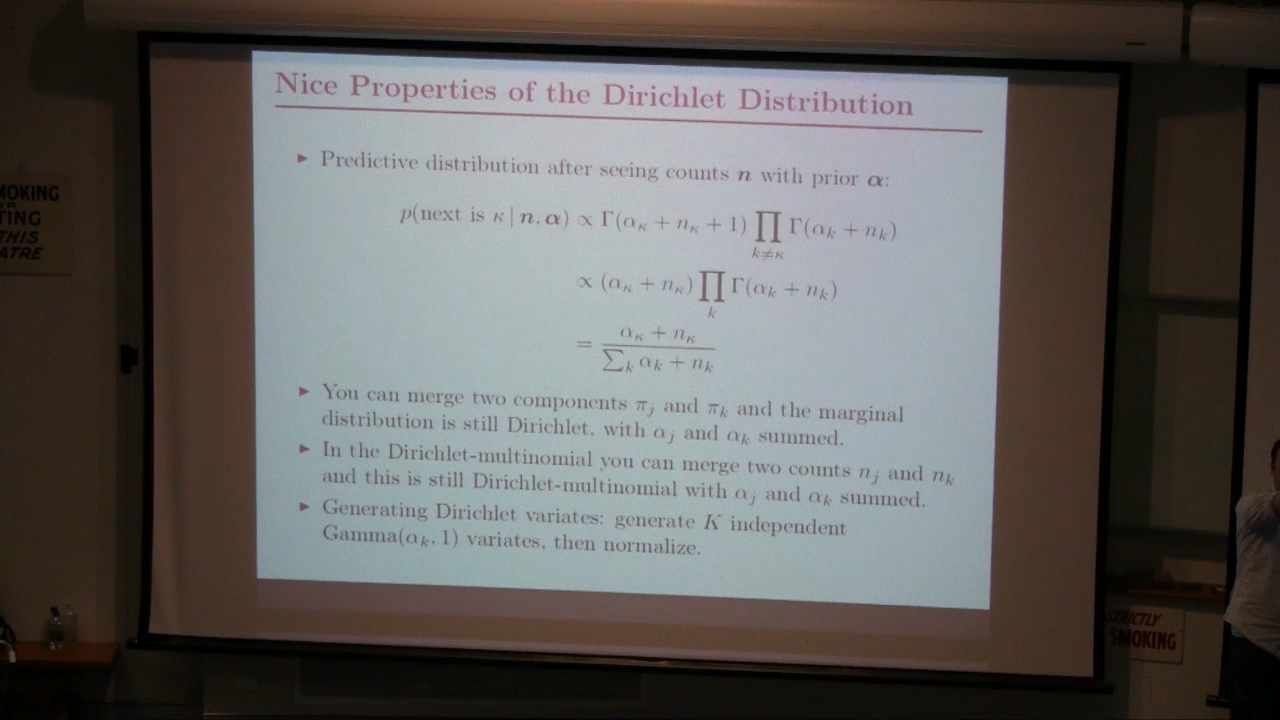 Nice Properties of the Dirichlet Distribution
▶ Predictive distribution after seeing counts n with prior α:
p(next is κ | n, α) ∝ Γ(α_κ + n_κ + 1) ∏_{k≠κ} Γ(α_k + n_k)
∝ (α_κ + n_κ) ∏_k Γ(α_k + n_k)
= (α_κ + n_κ) / (∑_k α_k + n_k)
▶ You can merge two components π_j and π_k and the marginal
distribution is still Dirichlet, with α_j and α_k summed.
▶ In the Dirichlet-multinomial you can merge two counts n_j and n_k
and this is still Dirichlet-multinomial with α_j and α_k summed.
▶ Generating Dirichlet variates: generate K independent
Gamma(α_k, 1) variates, then normalize.
MOKING
TING
THIS
ATRE
STRICTLY
SMOKING